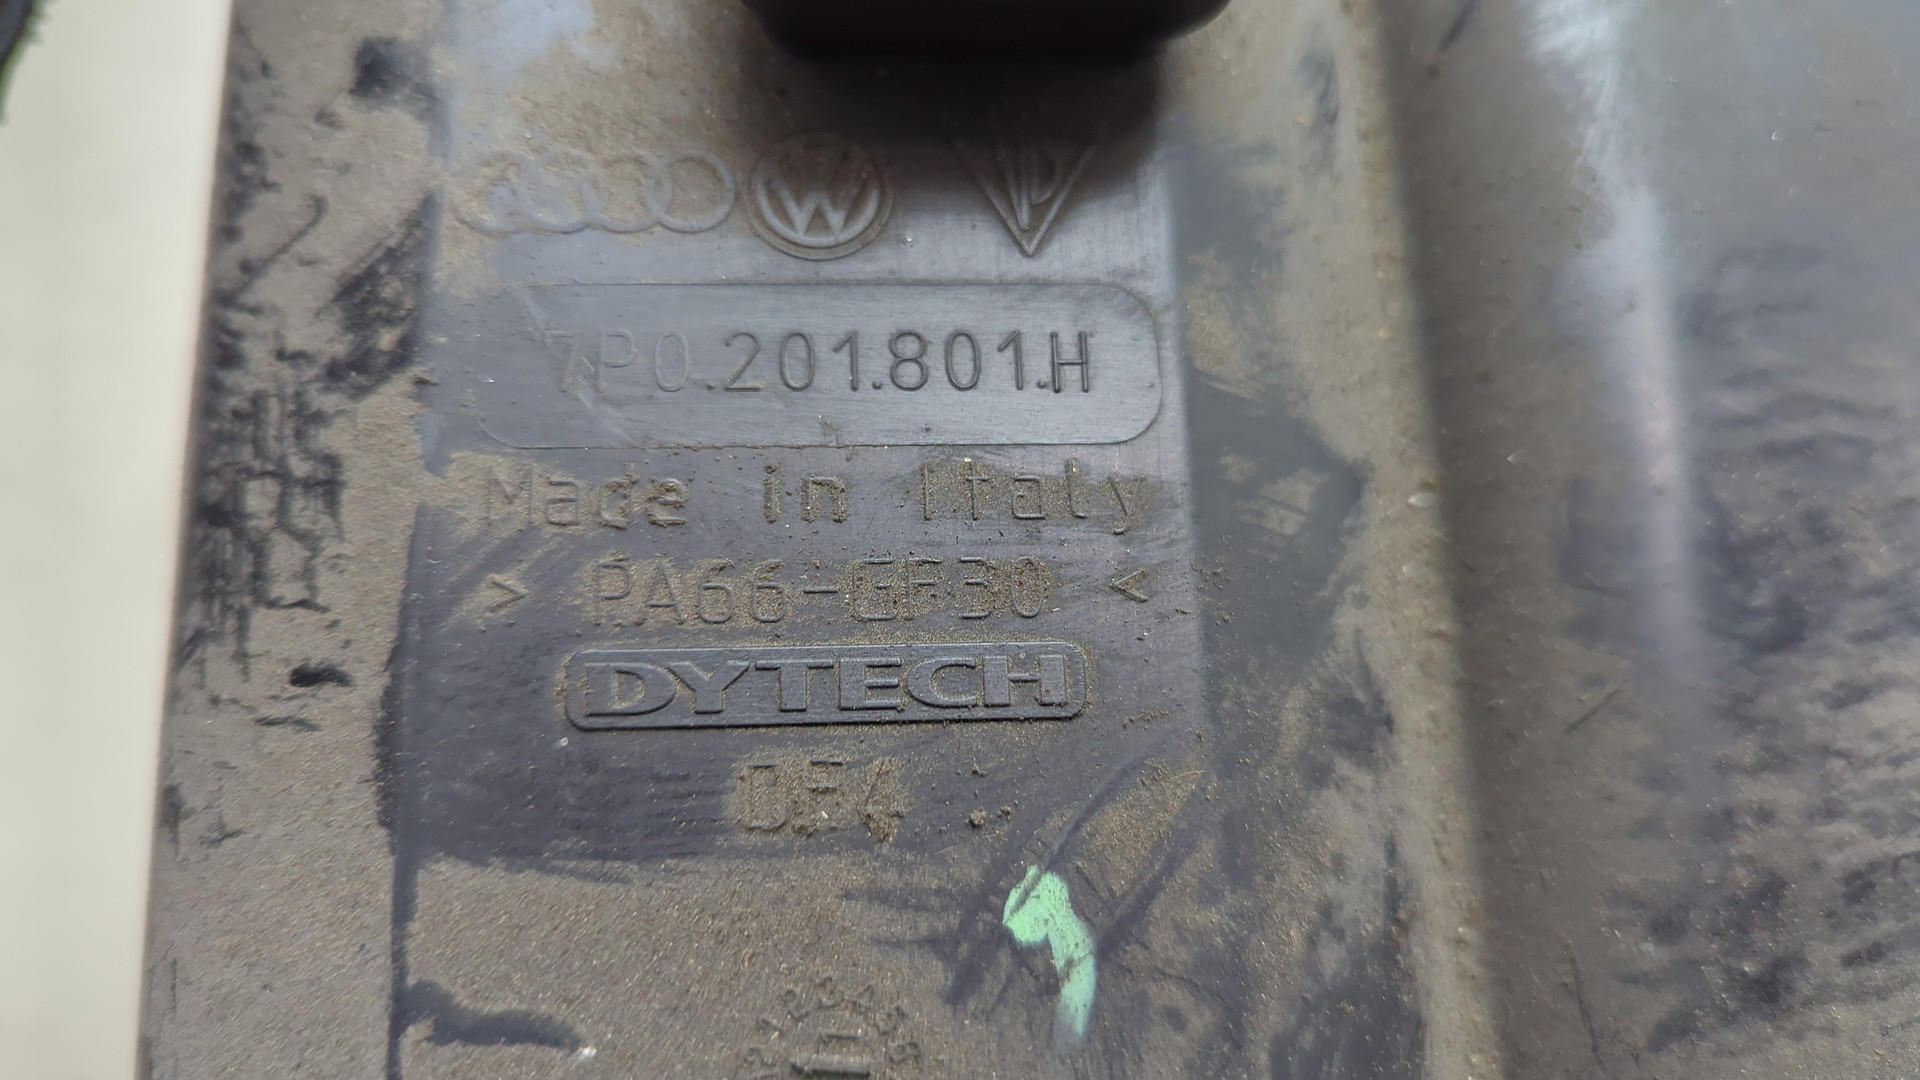 7P0.201.801.H
Made in Italy
> PA66-GF30 <
DYTECH